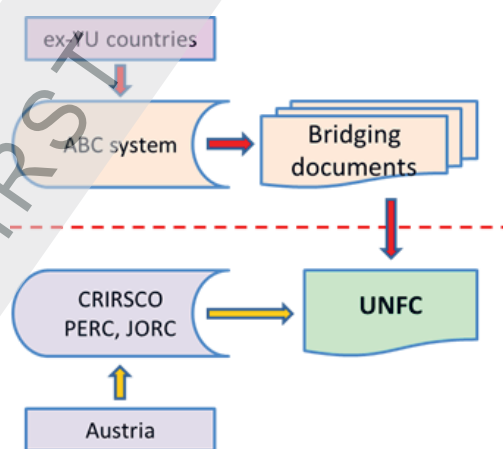 ex-YU countries
ABC system
Bridging
documents
CRIRSCO
PERC, JORC
UNFC
Austria